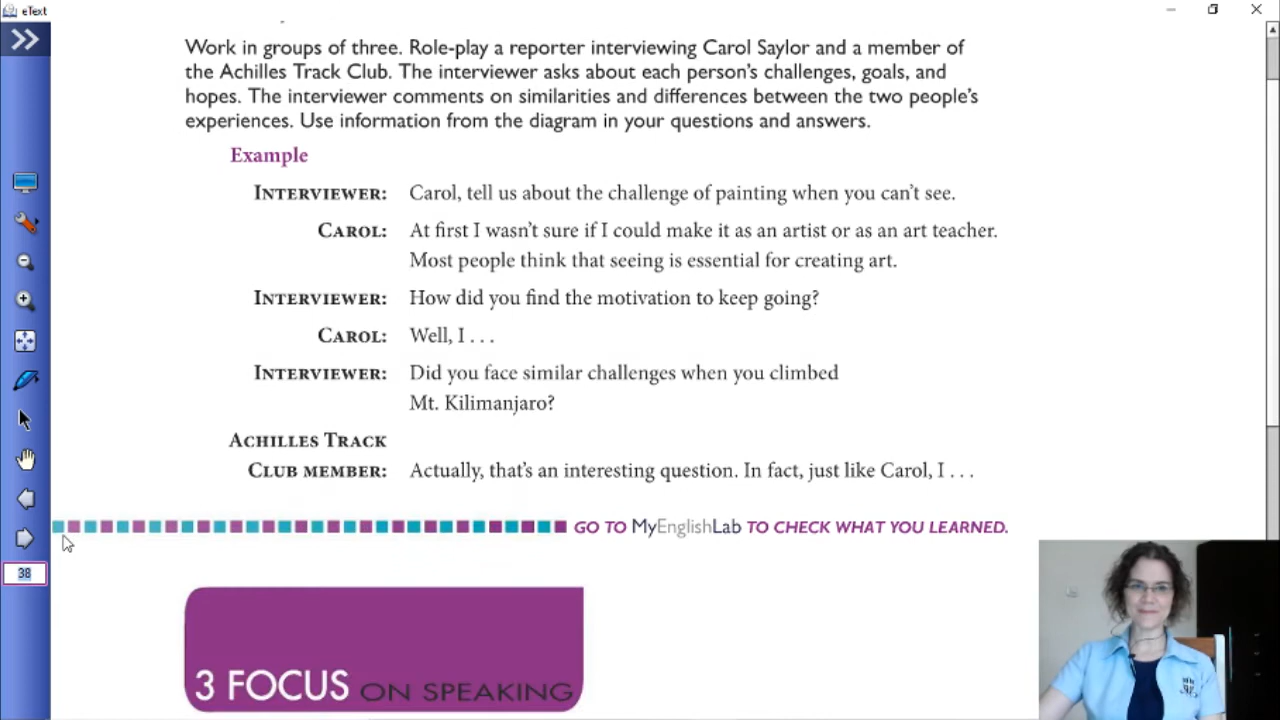 eText
Work in groups of three. Role-play a reporter interviewing Carol Saylor and a member of
the Achilles Track Club. The interviewer asks about each person's challenges, goals, and
hopes. The interviewer comments on similarities and differences between the two people's
experiences. Use information from the diagram in your questions and answers.
Example
INTERVIEWER: Carol, tell us about the challenge of painting when you can't see.
CAROL: At first I wasn't sure if I could make it as an artist or as an art teacher.
Most people think that seeing is essential for creating art.
INTERVIEWER: How did you find the motivation to keep going?
CAROL: Well, I . . .
INTERVIEWER: Did you face similar challenges when you climbed
Mt. Kilimanjaro?
ACHILLES TRACK
CLUB MEMBER: Actually, that's an interesting question. In fact, just like Carol, I . . .
GO TO MyEnglishLab TO CHECK WHAT YOU LEARNED.
38
3 FOCUS ON SPEAKING